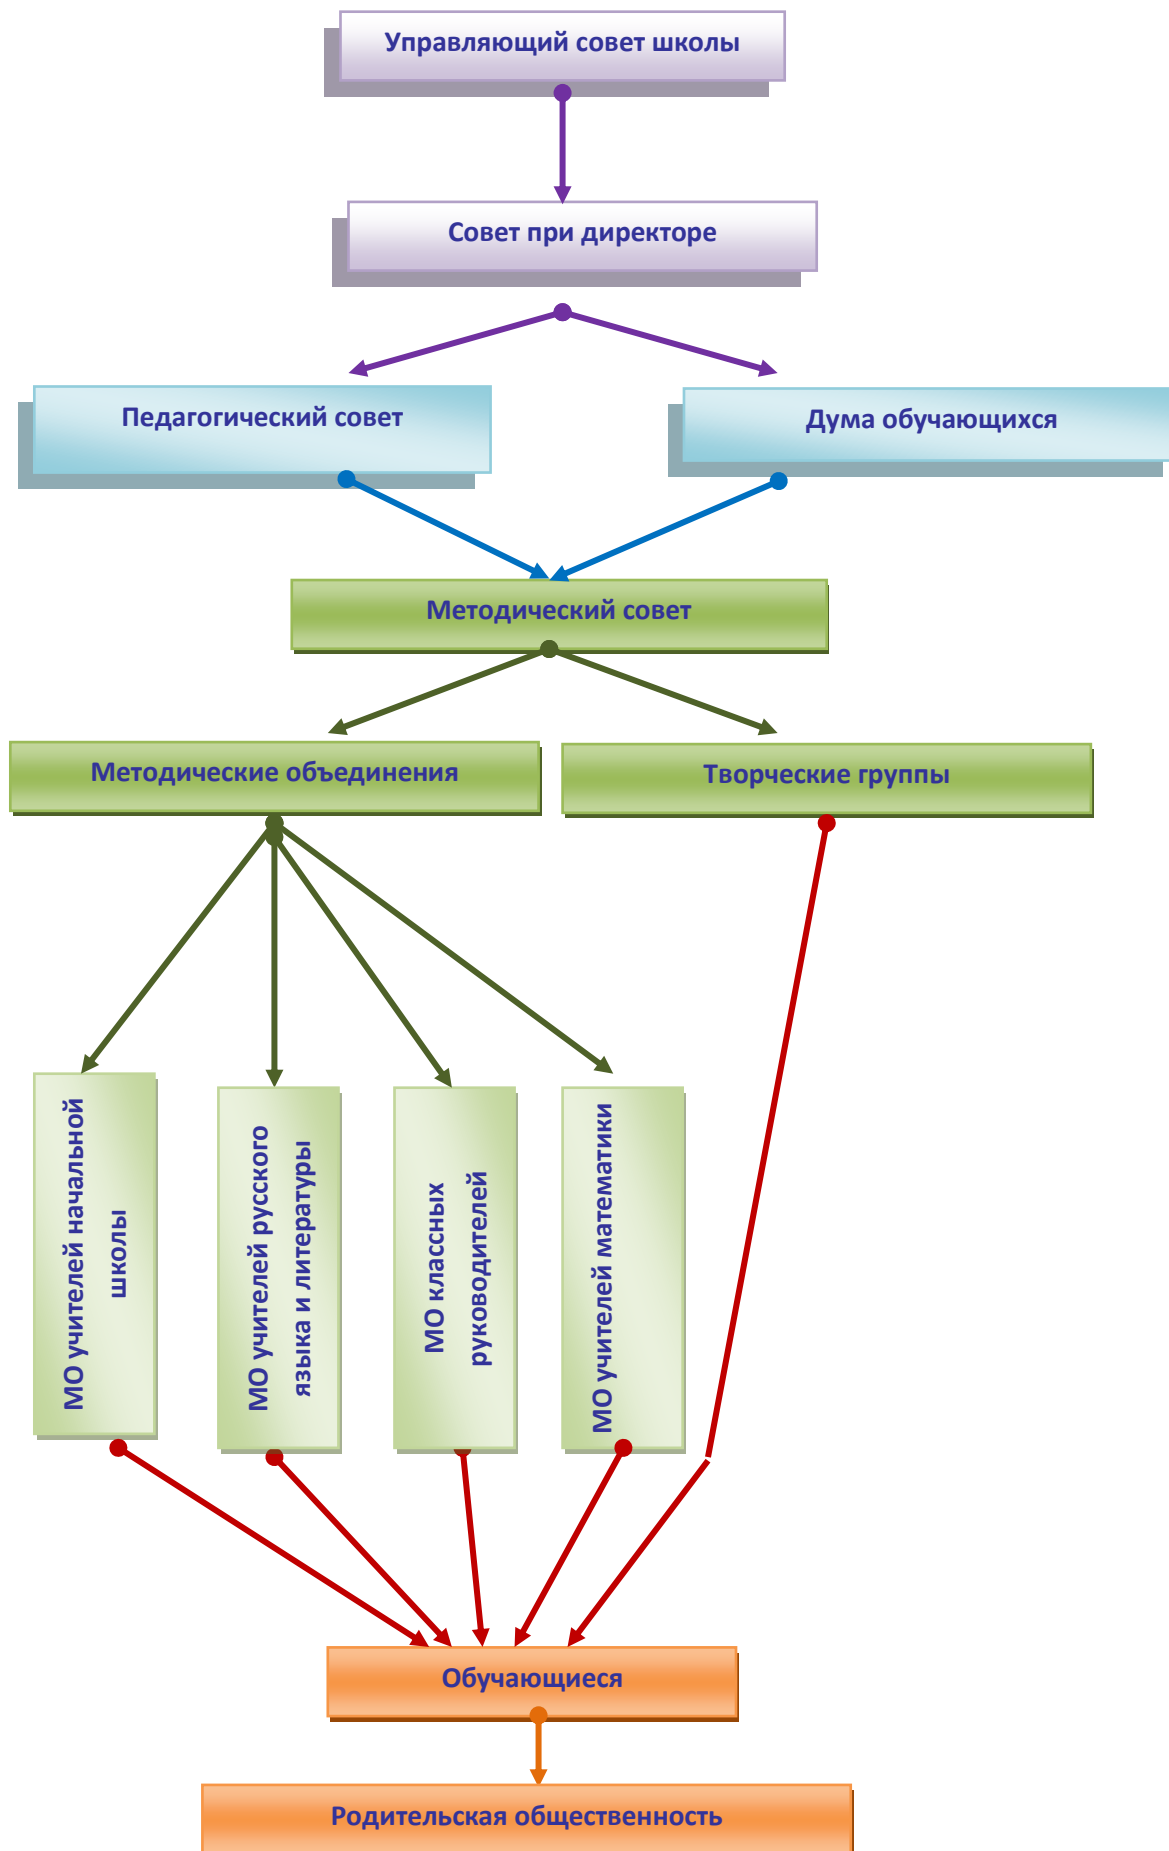 Управляющий совет школы
Совет при директоре
Педагогический совет
Дума обучающихся
Методический совет
Методические объединения
Творческие группы
МО учителей начальной
школы
МО учителей русского
языка и литературы
МО классных
руководителей
МО учителей математики
Обучающиеся
Родительская общественность